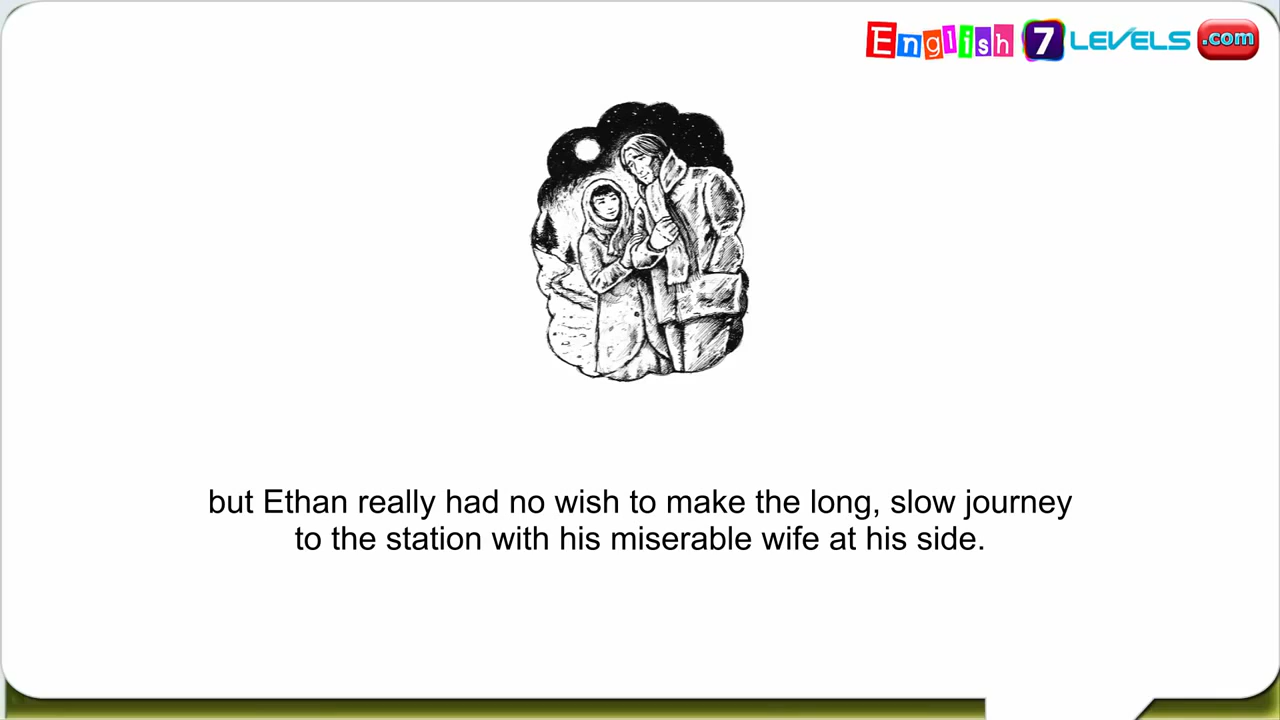 English 7 LEVELS .com
but Ethan really had no wish to make the long, slow journey
to the station with his miserable wife at his side.